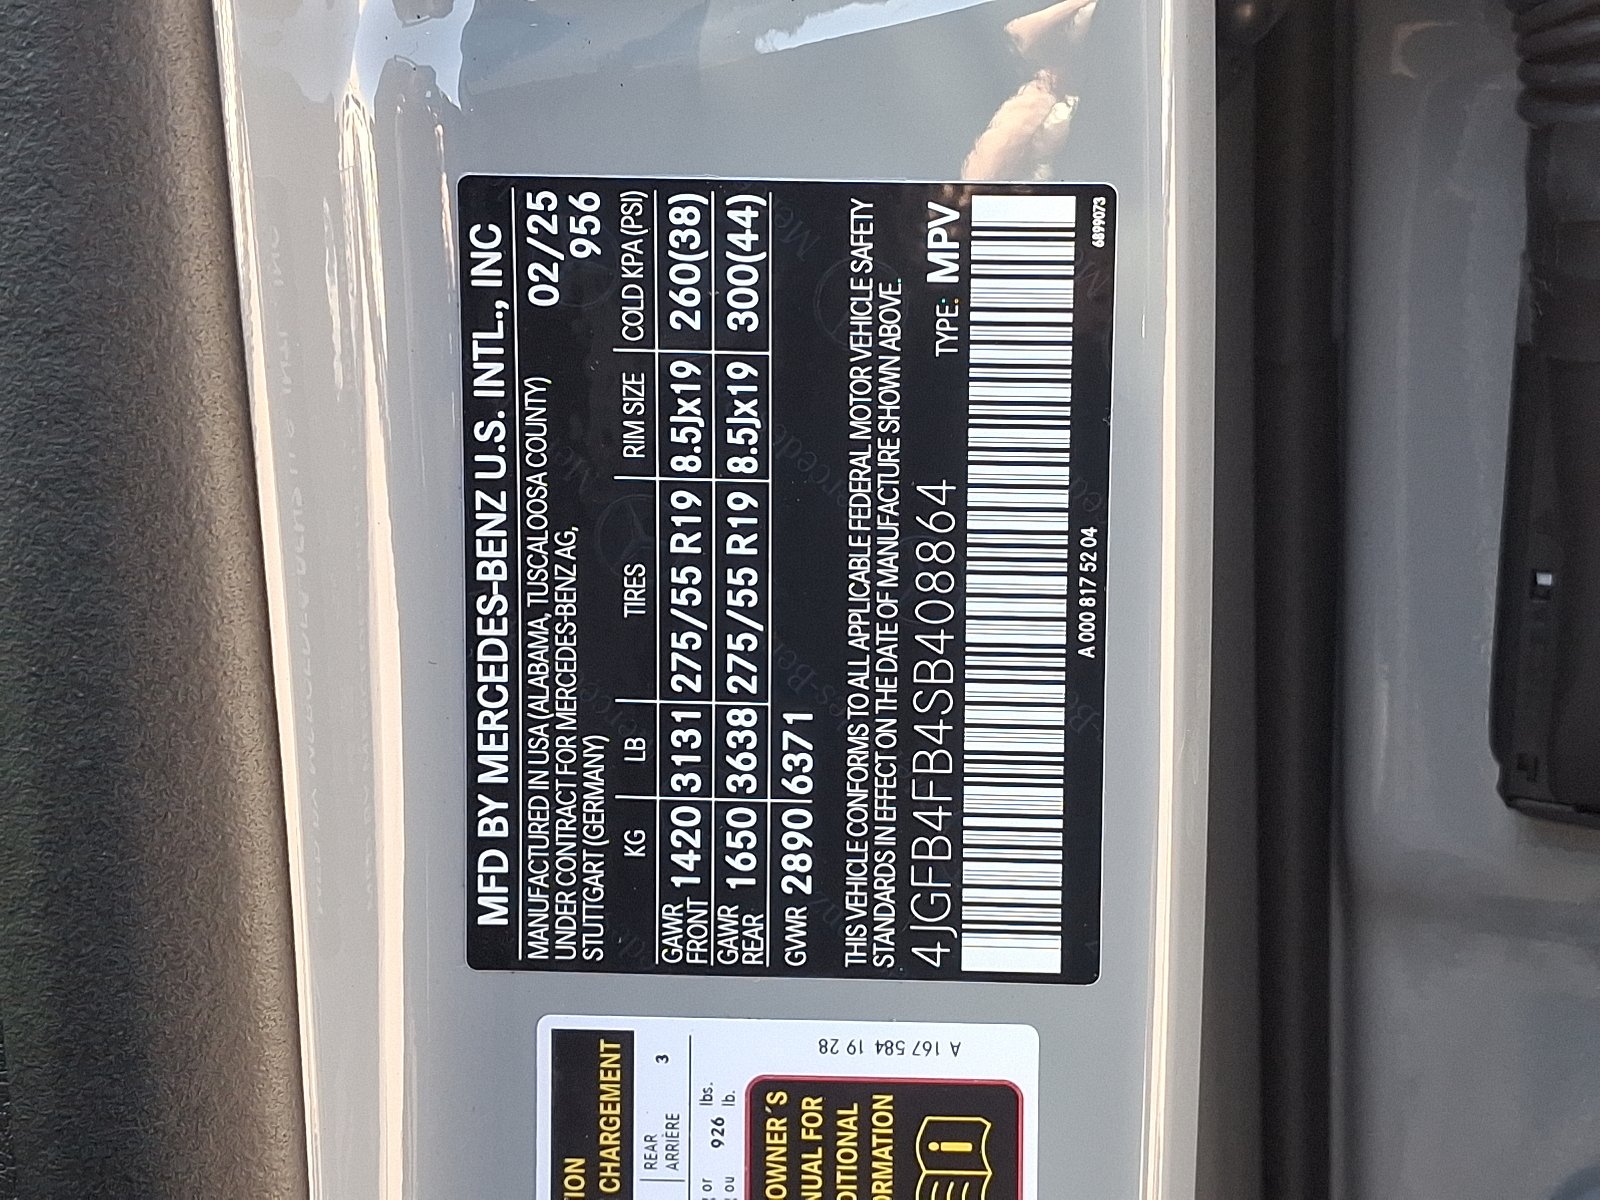 MFD BY MERCEDES-BENZ U.S. INTL., INC
MANUFACTURED IN USA (ALABAMA, TUSCALOOSA COUNTY) 02/25
UNDER CONTRACT FOR MERCEDES-BENZ AG, 956
STUTTGART (GERMANY)
KG LB TIRES RIM SIZE COLD KPA (PSI)
GAWR FRONT 1420 3131 275/55 R19 8.5Jx19 260(38)
GAWR REAR 1650 3638 275/55 R19 8.5Jx19 300(44)
GVWR 2890 6371
THIS VEHICLE CONFORMS TO ALL APPLICABLE FEDERAL MOTOR VEHICLE SAFETY
STANDARDS IN EFFECT ON THE DATE OF MANUFACTURE SHOWN ABOVE.
4JGFB4FB4SB408864 TYPE: MPV
A 000 817 52 04 6899073
CHARGEMENT
REAR 3
ARRIÈRE
or 926 lbs.
ou lb.
OWNER´S
FOR
A 167 584 19 28